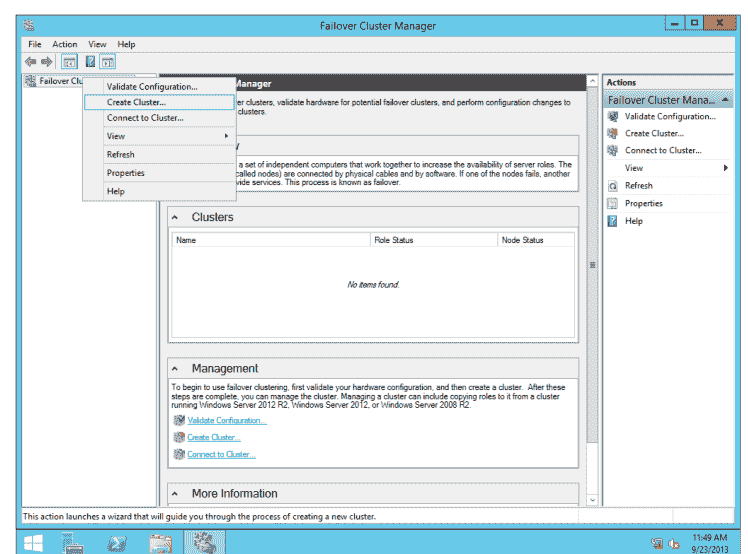 Failover Cluster Manager
File Action View Help
Failover Clu
Validate Configuration...
Create Cluster...
Connect to Cluster...
View
Refresh
Properties
Help
Manager
er clusters, validate hardware for potential failover clusters, and perform configuration changes to
clusters.
a set of independent computers that work together to increase the availability of server roles. The
called nodes) are connected by physical cables and by software. If one of the nodes fails, another
vide services. This process is known as failover.
Clusters
Name Role Status Node Status
No items found.
Management
To begin to use failover clustering, first validate your hardware configuration, and then create a cluster. After these
steps are complete, you can manage the cluster. Managing a cluster can include copying roles to it from a cluster
running Windows Server 2012 R2, Windows Server 2012, or Windows Server 2008 R2.
Validate Configuration...
Create Cluster...
Connect to Cluster...
More Information
Actions
Failover Cluster Mana...
Validate Configuration...
Create Cluster...
Connect to Cluster...
View
Refresh
Properties
Help
This action launches a wizard that will guide you through the process of creating a new cluster.
11:49 AM
9/23/2013